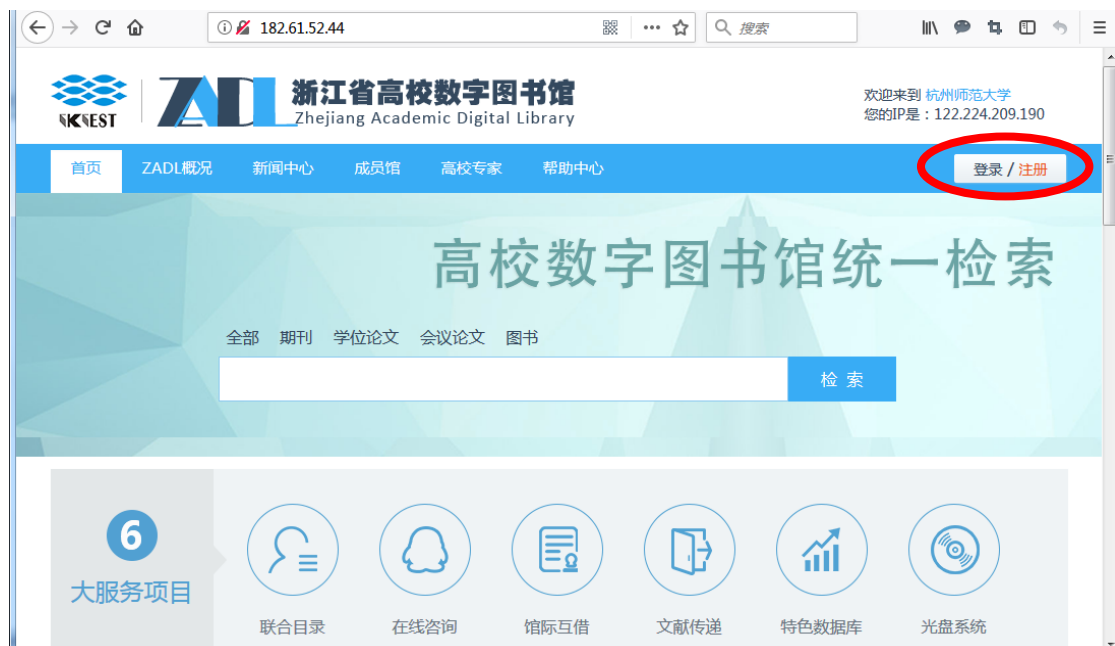 182.61.52.44
搜索
IKNEST
ZADL
浙江省高校数字图书馆
Zhejiang Academic Digital Library
欢迎来到 杭州师范大学
您的IP是：122.224.209.190
首页 ZADL概况 新闻中心 成员馆 高校专家 帮助中心
登录 / 注册
高校数字图书馆统一检索
全部 期刊 学位论文 会议论文 图书
检 索
6
大服务项目
联合目录 在线咨询 馆际互借 文献传递 特色数据库 光盘系统